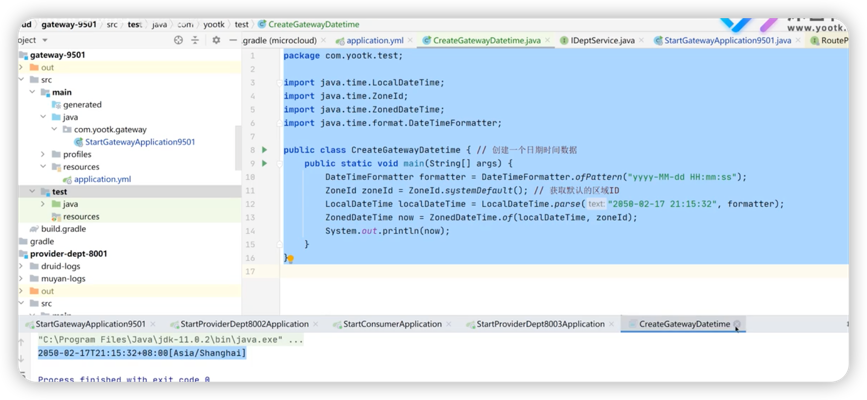 www.yootk.
ud gateway-9501 src test java com yootk test CreateGatewayDatetime
oject
.gradle (microcloud) application.yml CreateGatewayDatetime.java IDeptService.java StartGatewayApplication9501.java RouteP
gateway-9501
out
src
main
generated
java
com.yootk.gateway
StartGatewayApplication9501
profiles
resources
application.yml
test
java
resources
build.gradle
gradle
provider-dept-8001
druid-logs
muyan-logs
out
src
main
1 package com.yootk.test;
2
3 import java.time.LocalDateTime;
4 import java.time.ZoneId;
5 import java.time.ZonedDateTime;
6 import java.time.format.DateTimeFormatter;
7
8 public class CreateGatewayDatetime { // 创建一个日期时间数据
9 public static void main(String[] args) {
10 DateTimeFormatter formatter = DateTimeFormatter.ofPattern("yyyy-MM-dd HH:mm:ss");
11 ZoneId zoneId = ZoneId.systemDefault(); // 获取默认的区域ID
12 LocalDateTime localDateTime = LocalDateTime.parse( text: "2050-02-17 21:15:32", formatter);
13 ZonedDateTime now = ZonedDateTime.of(localDateTime, zoneId);
14 System.out.println(now);
15 }
16 }
17
StartGatewayApplication9501 StartProviderDept8002Application StartConsumerApplication StartProviderDept8003Application CreateGatewayDatetime
"C:\Program Files\Java\jdk-11.0.2\bin\java.exe" ...
2050-02-17T21:15:32+08:00[Asia/Shanghai]
Process finished with exit code 0